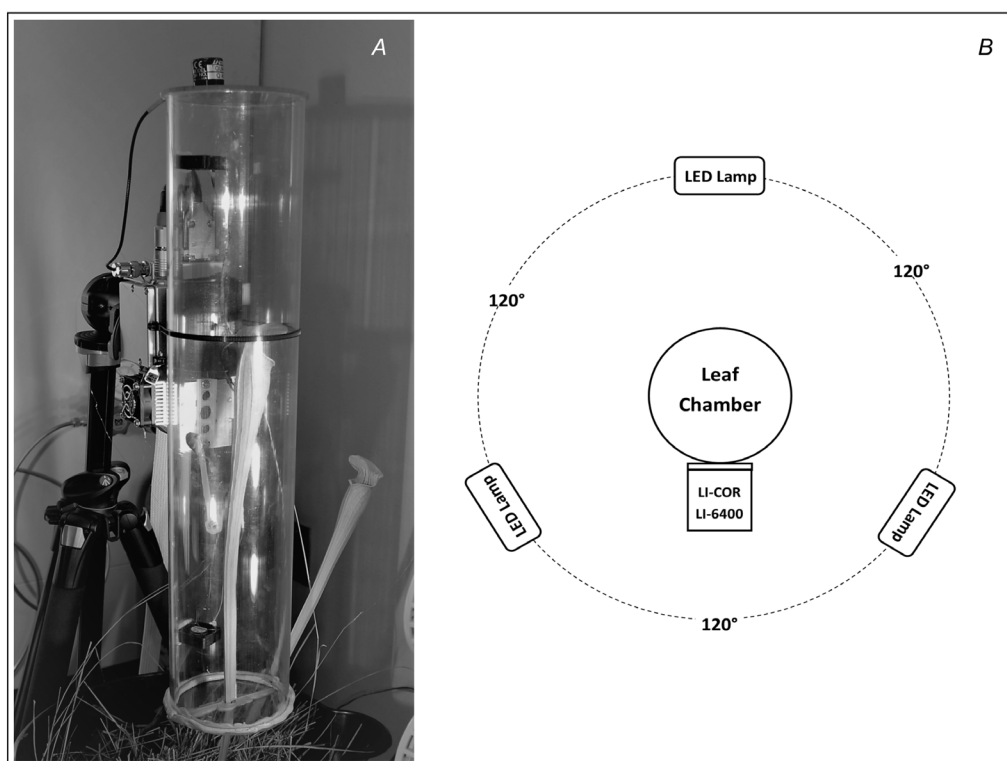 A
B
LED Lamp
120°
120°
Leaf
Chamber
LI-COR
LI-6400
LED Lamp
LED Lamp
120°